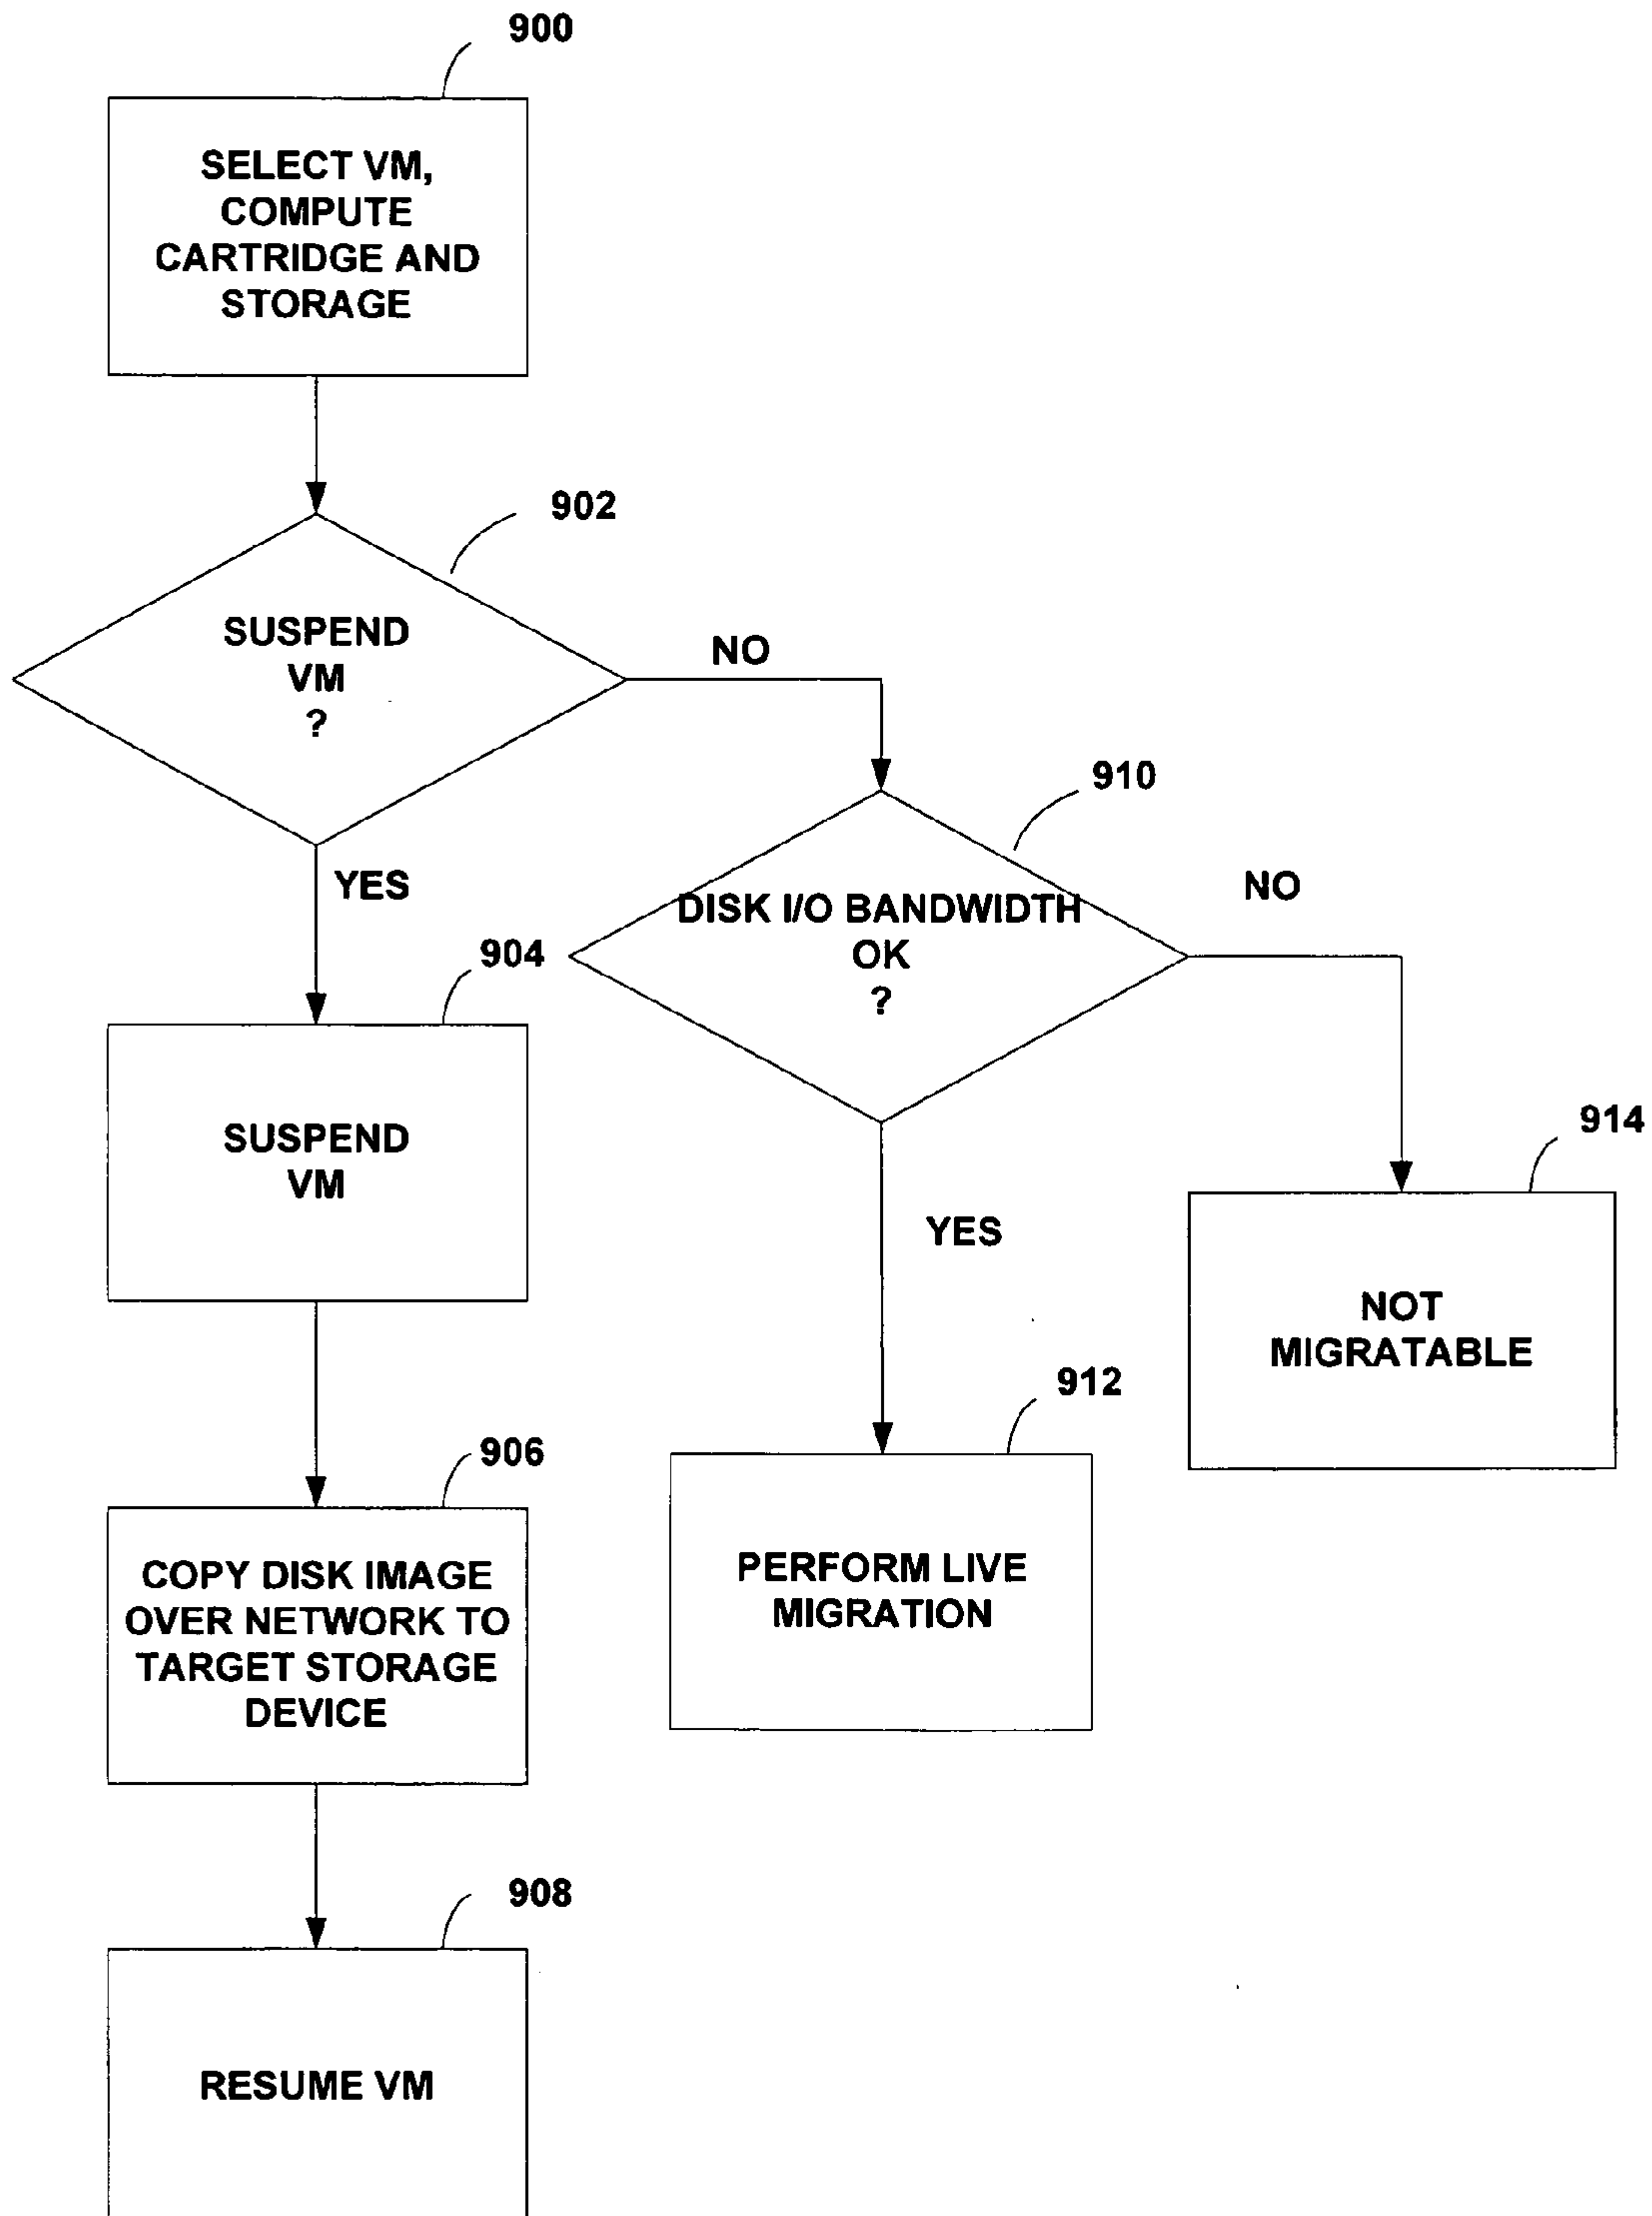 900
SELECT VM,
COMPUTE
CARTRIDGE AND
STORAGE
902
SUSPEND
VM
?
NO
YES
910
DISK I/O BANDWIDTH
OK
?
NO
YES
904
SUSPEND
VM
914
NOT
MIGRATABLE
912
PERFORM LIVE
MIGRATION
906
COPY DISK IMAGE
OVER NETWORK TO
TARGET STORAGE
DEVICE
908
RESUME VM